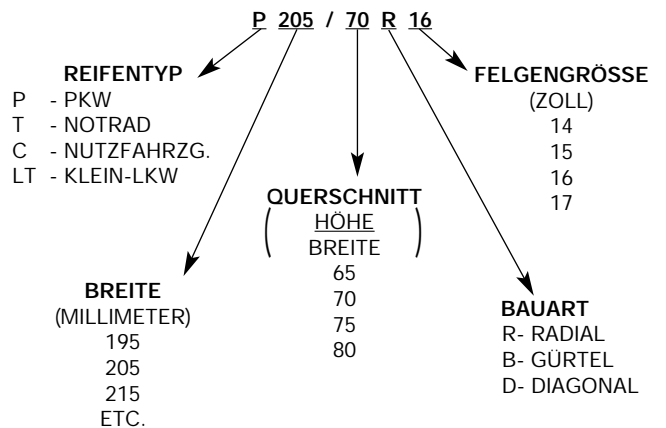 P 205 / 70 R 16
REIFENTYP
P - PKW
T - NOTRAD
C - NUTZFAHRZG.
LT - KLEIN-LKW
FELGENGRÖSSE
(ZOLL)
14
15
16
17
QUERSCHNITT
( HÖHE
BREITE )
65
70
75
80
BREITE
(MILLIMETER)
195
205
215
ETC.
BAUART
R- RADIAL
B- GÜRTEL
D- DIAGONAL